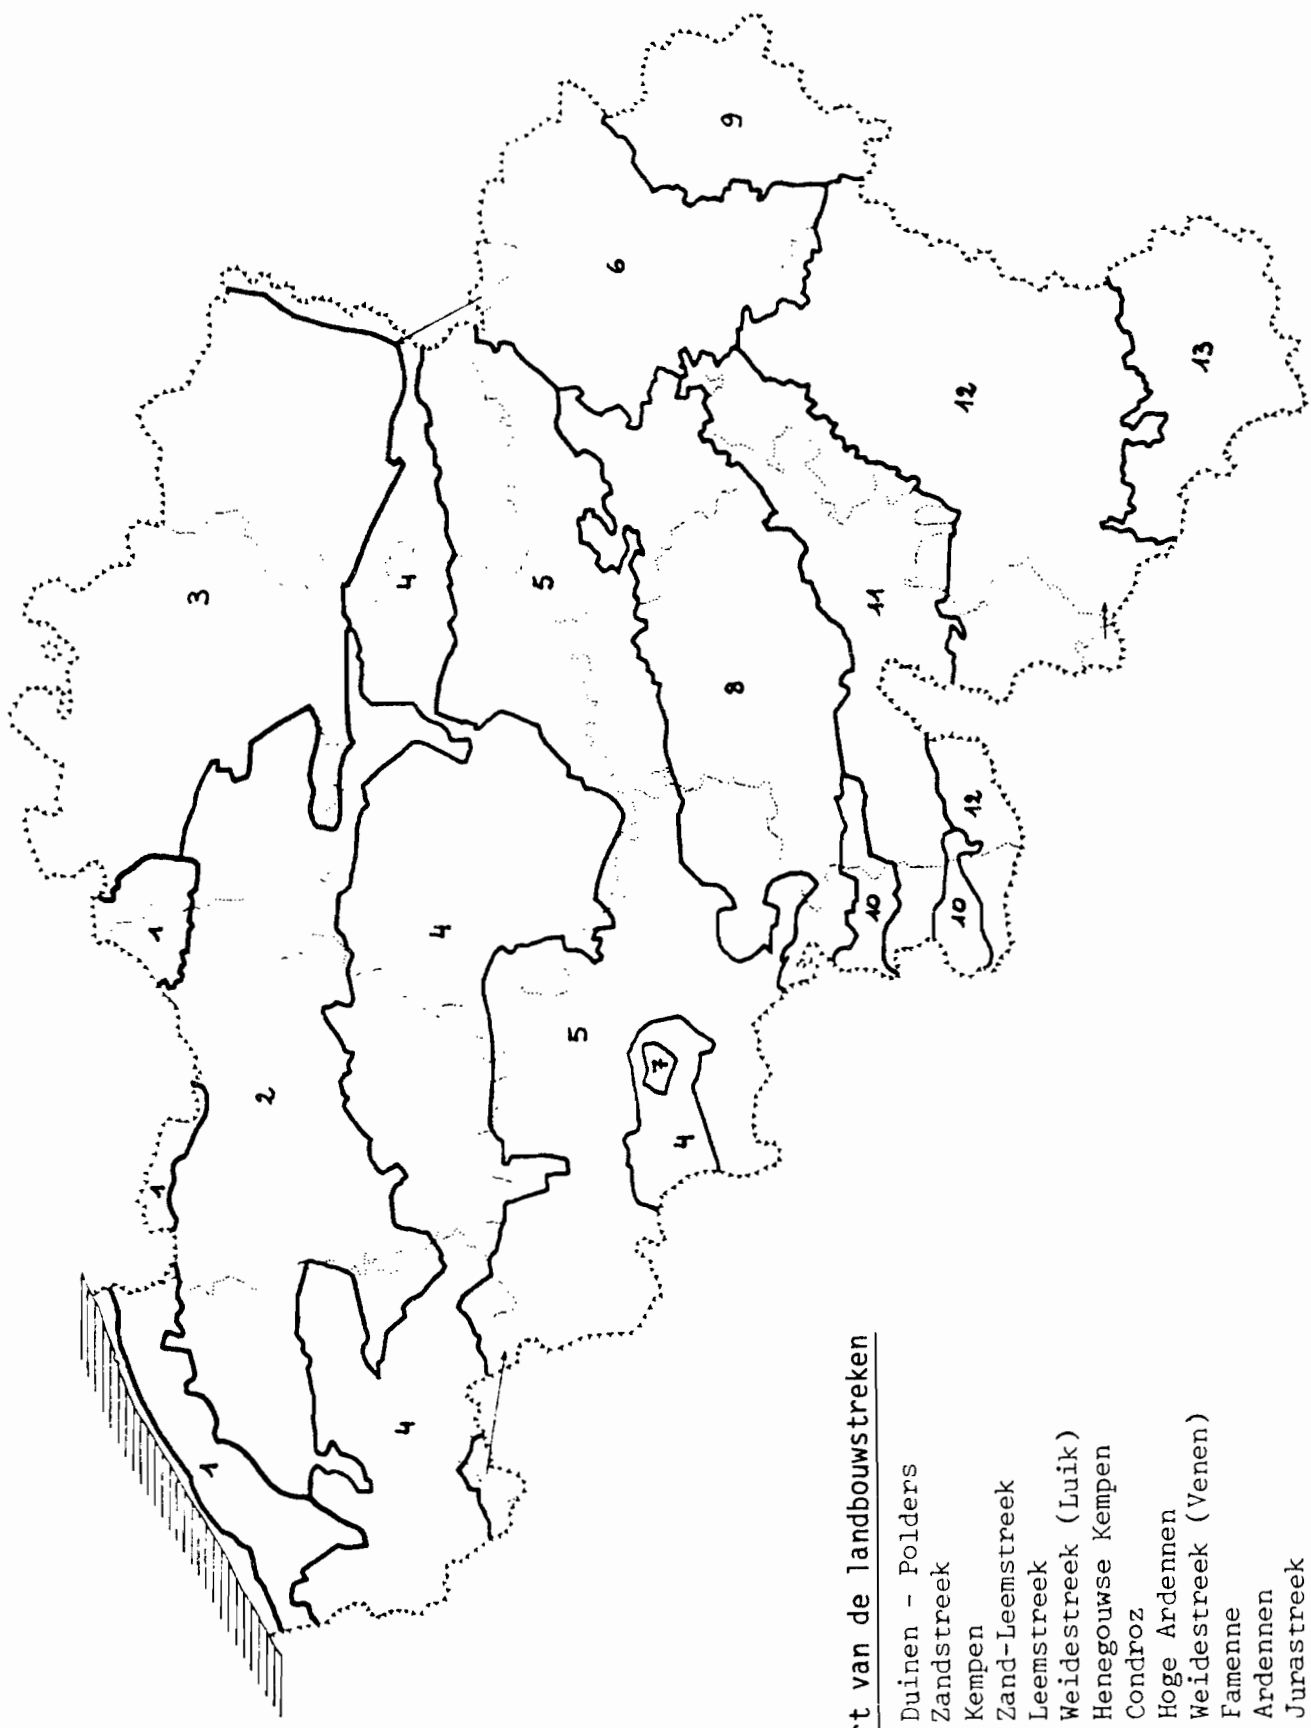 rt van de landbouwstreken
Duinen - Polders
Zandstreek
Kempen
Zand-Leemstreek
Leemstreek
Weidestreek (Luik)
Henegouwse Kempen
Condroz
Hoge Ardennen
Weidestreek (Venen)
Famenne
Ardennen
Jurastreek
1
1
1
2
3
4
4
4
4
5
5
6
7
8
9
10
10
11
12
12
13